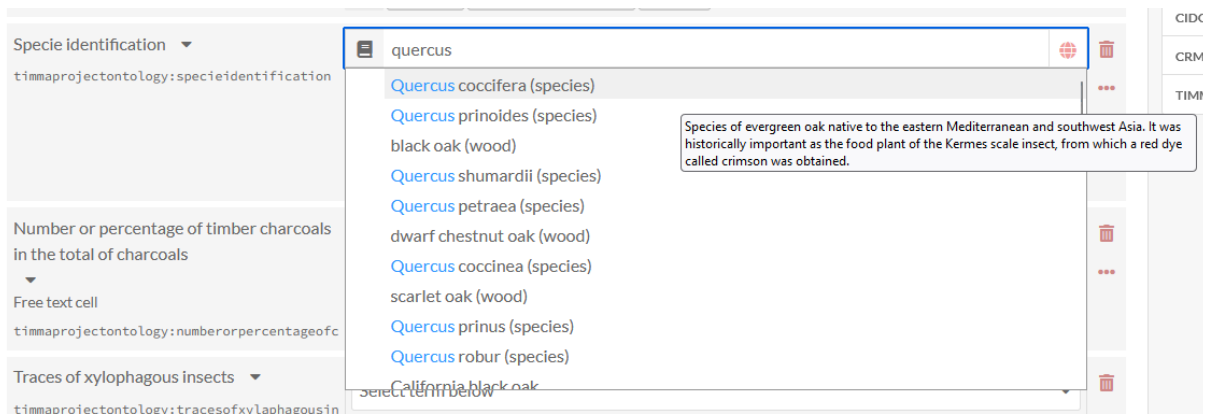 CIDO
Specie identification
quercus
timmaprojectontology:specieidentification
CRM
TIMM
Quercus coccifera (species)
Quercus prinoides (species)
black oak (wood)
Quercus shumardii (species)
Quercus petraea (species)
dwarf chestnut oak (wood)
Quercus coccinea (species)
scarlet oak (wood)
Quercus prinus (species)
Quercus robur (species)
California black oak
Species of evergreen oak native to the eastern Mediterranean and southwest Asia. It was
historically important as the food plant of the Kermes scale insect, from which a red dye
called crimson was obtained.
Number or percentage of timber charcoals
in the total of charcoals
Free text cell
timmaprojectontology:numberorpercentageofc
Traces of xylophagous insects
Select term below
timmaprojectontology:tracesofxylaphagousin